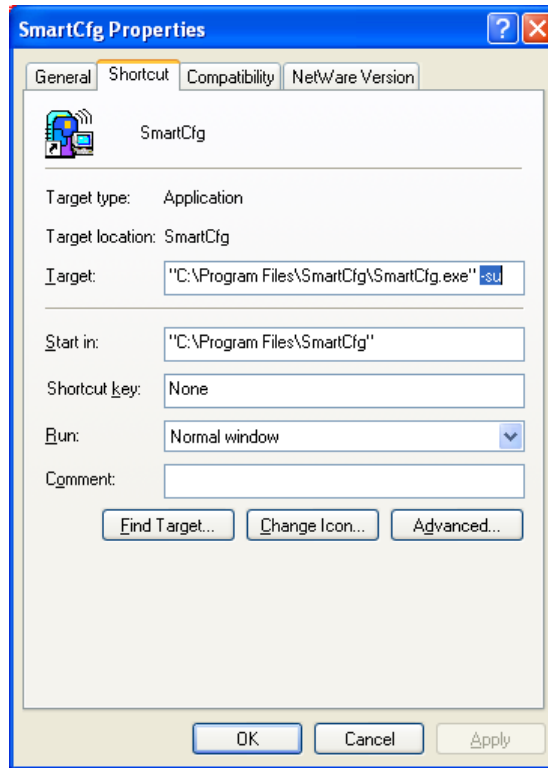 SmartCfg Properties
General Shortcut Compatibility NetWare Version
SmartCfg
Target type: Application
Target location: SmartCfg
Target: "C:\Program Files\SmartCfg\SmartCfg.exe" -su
Start in: "C:\Program Files\SmartCfg"
Shortcut key: None
Run: Normal window
Comment:
Find Target... Change Icon... Advanced...
OK Cancel Apply